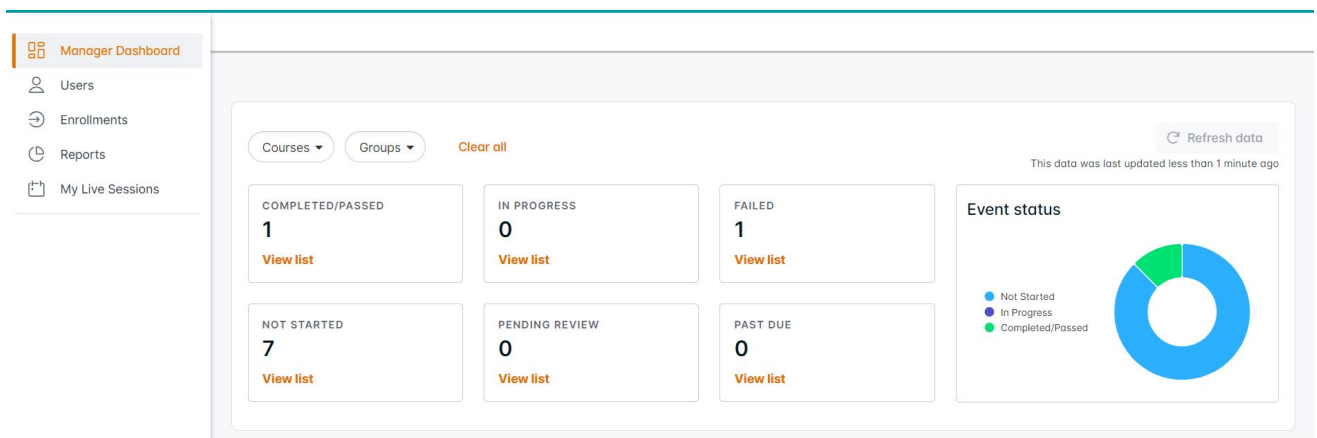 Manager Dashboard
Users
Enrollments
Reports
My Live Sessions
Courses
Groups
Clear all
Refresh data
This data was last updated less than 1 minute ago
COMPLETED/PASSED
1
View list
IN PROGRESS
0
View list
FAILED
1
View list
NOT STARTED
7
View list
PENDING REVIEW
0
View list
PAST DUE
0
View list
Event status
Not Started
In Progress
Completed/Passed